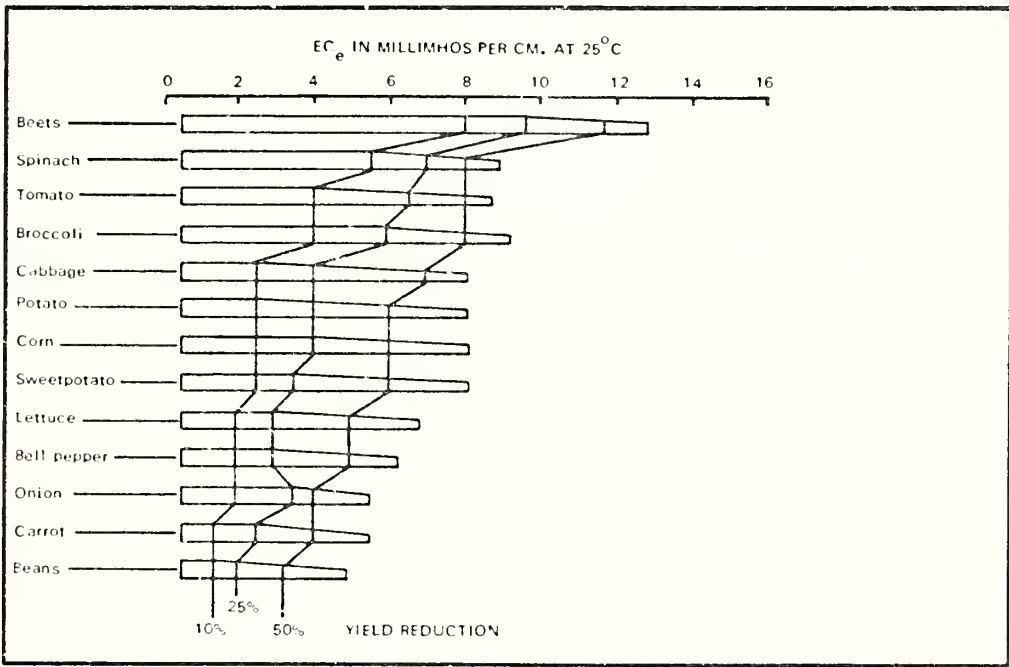 ECe IN MILLIMHOS PER CM. AT 25°C
0 2 4 6 8 10 12 14 16
Beets
Spinach
Tomato
Broccoli
Cabbage
Potato
Corn
Sweetpotato
Lettuce
Bell pepper
Onion
Carrot
Beans
25%
10% 50% YIELD REDUCTION